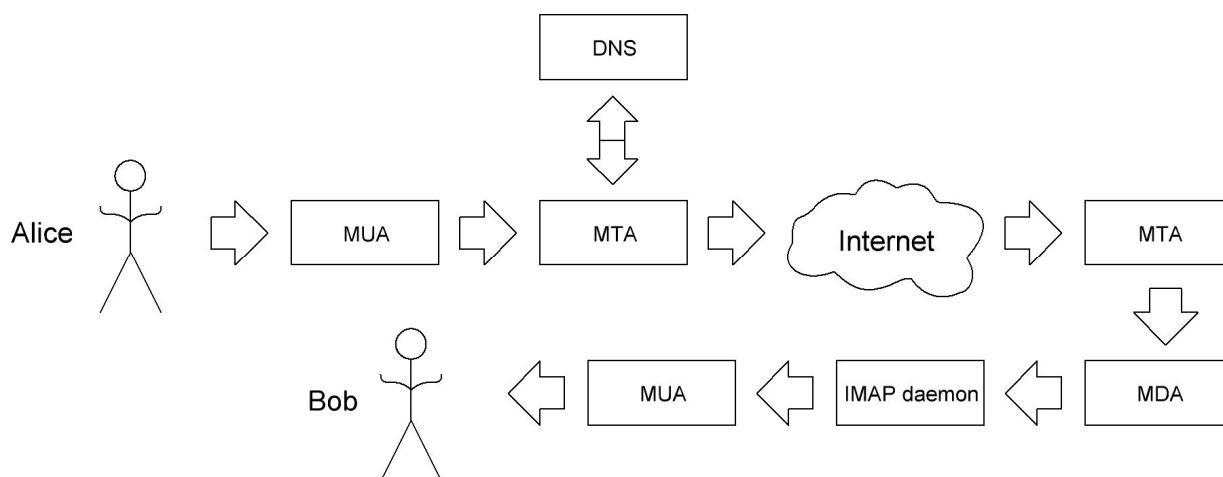 DNS
Alice
MUA
MTA
Internet
MTA
Bob
MUA
IMAP daemon
MDA